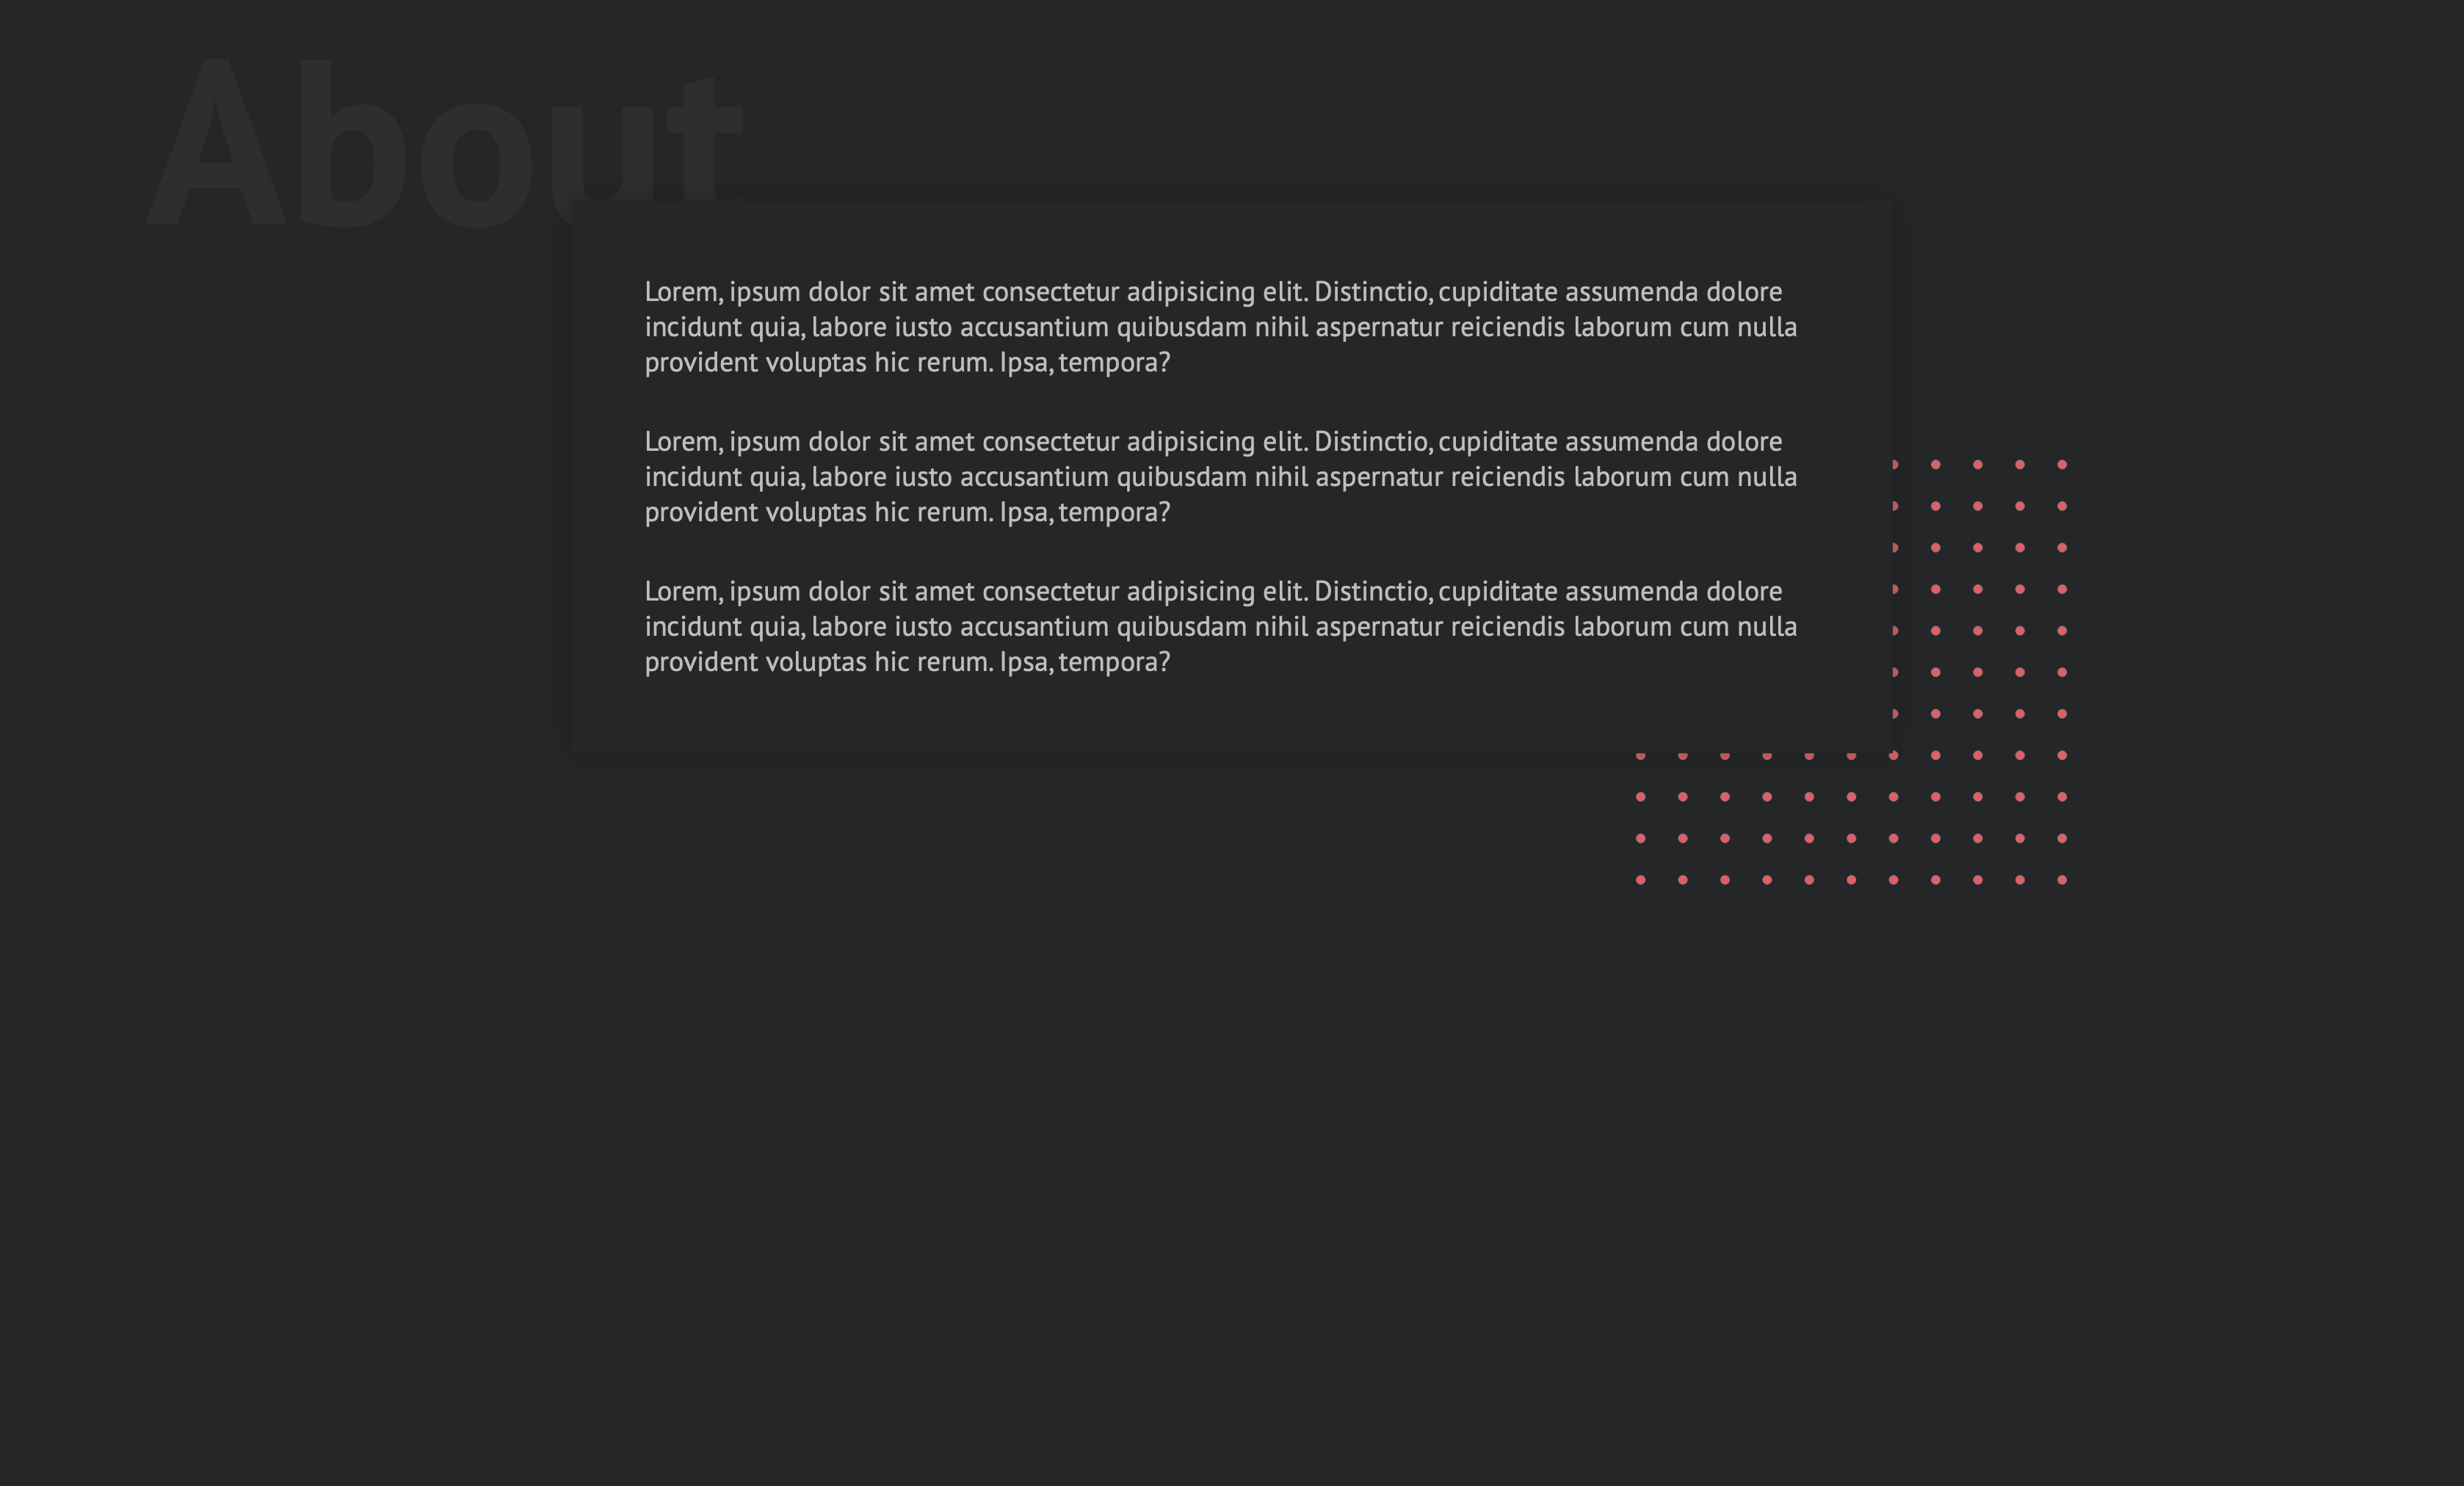 About
Lorem, ipsum dolor sit amet consectetur adipisicing elit. Distinctio, cupiditate assumenda dolore
incidunt quia, labore iusto accusantium quibusdam nihil aspernatur reiciendis laborum cum nulla
provident voluptas hic rerum. Ipsa, tempora?
Lorem, ipsum dolor sit amet consectetur adipisicing elit. Distinctio, cupiditate assumenda dolore
incidunt quia, labore iusto accusantium quibusdam nihil aspernatur reiciendis laborum cum nulla
provident voluptas hic rerum. Ipsa, tempora?
Lorem, ipsum dolor sit amet consectetur adipisicing elit. Distinctio, cupiditate assumenda dolore
incidunt quia, labore iusto accusantium quibusdam nihil aspernatur reiciendis laborum cum nulla
provident voluptas hic rerum. Ipsa, tempora?